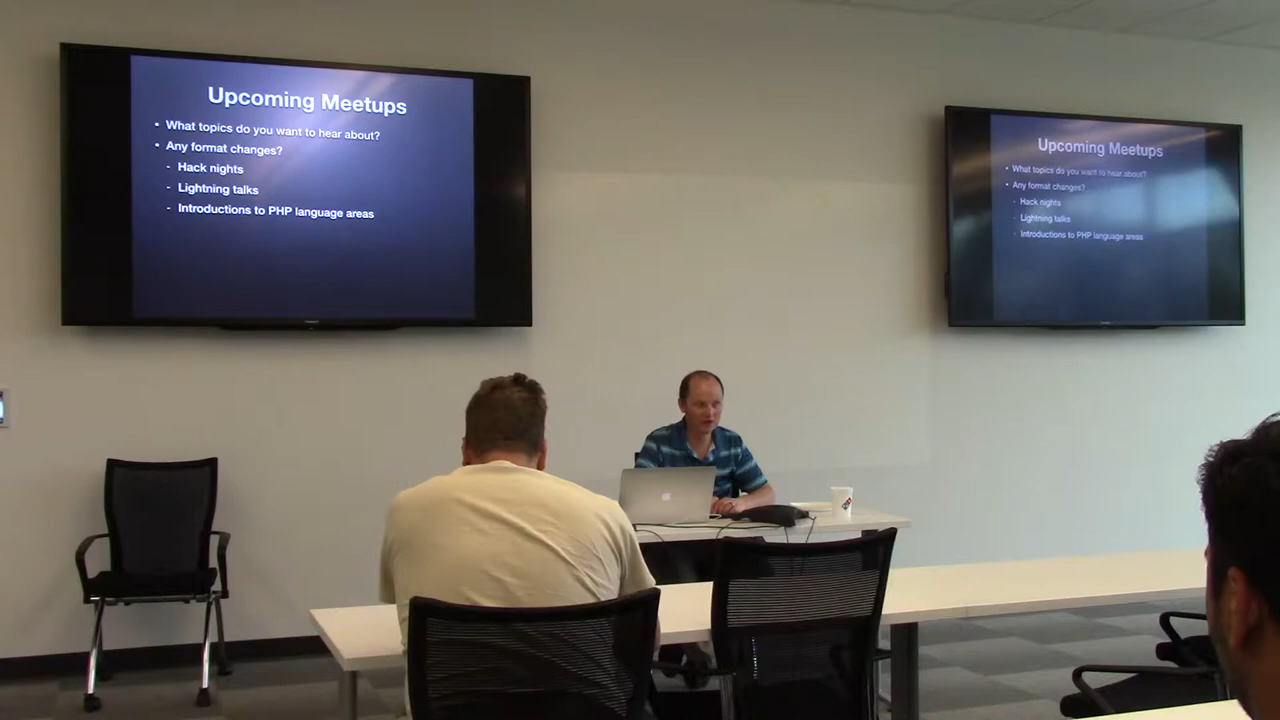 Upcoming Meetups
• What topics do you want to hear about?
• Any format changes?
- Hack nights
- Lightning talks
- Introductions to PHP language areas
Upcoming Meetups
• What topics do you want to hear about?
• Any format changes?
- Hack nights
- Lightning talks
- Introductions to PHP language areas